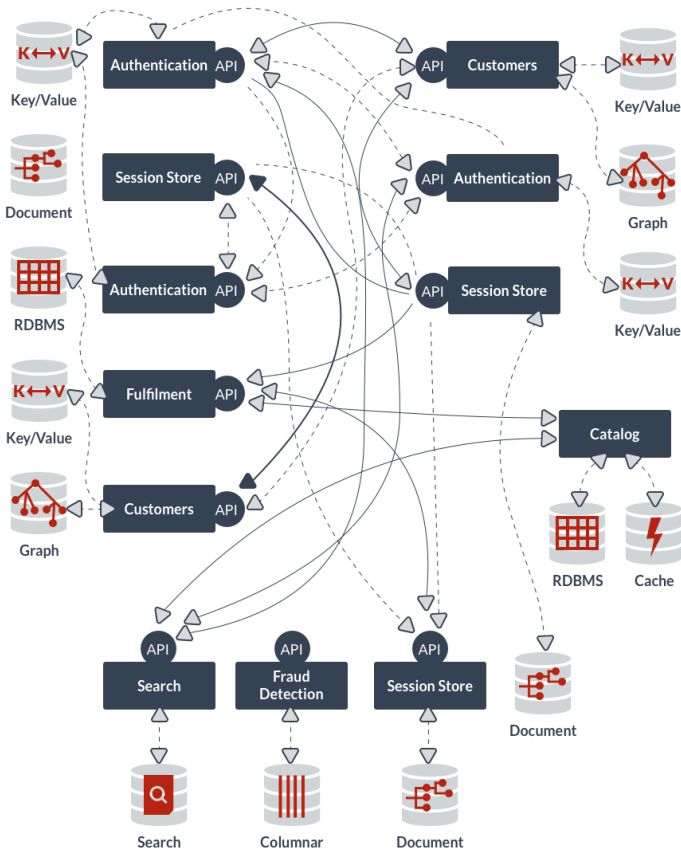 K V
Key/Value
Authentication API
API Customers
K V
Key/Value
Document
Session Store API
API Authentication
Graph
RDBMS
Authentication API
API Session Store
K V
Key/Value
K V
Key/Value
Fulfilment API
Catalog
Graph
Customers API
RDBMS
Cache
API
Search
API
Fraud
Detection
API
Session Store
Document
Search
Columnar
Document